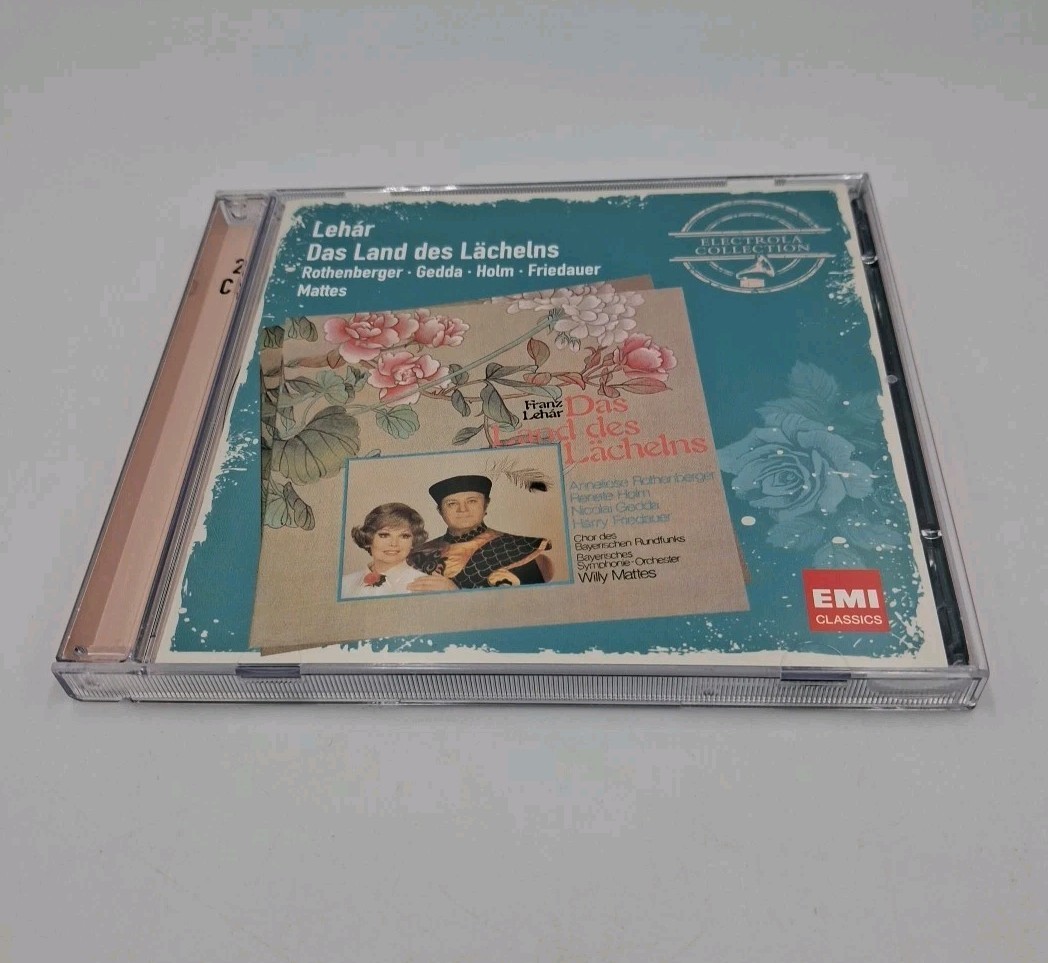 Lehár
Das Land des Lächelns
Rothenberger · Gedda · Holm · Friedauer
Mattes
ELECTROLA
COLLECTION
2
C
Franz
Lehár
Das
Land des
Lächelns
Anneliese Rothenberger
Renate Holm
Nicolai Gedda
Harry Friedauer
Chor des
Bayerischen Rundfunks
Bayerisches
Symphonie-Orchester
Willy Mattes
EMI
CLASSICS